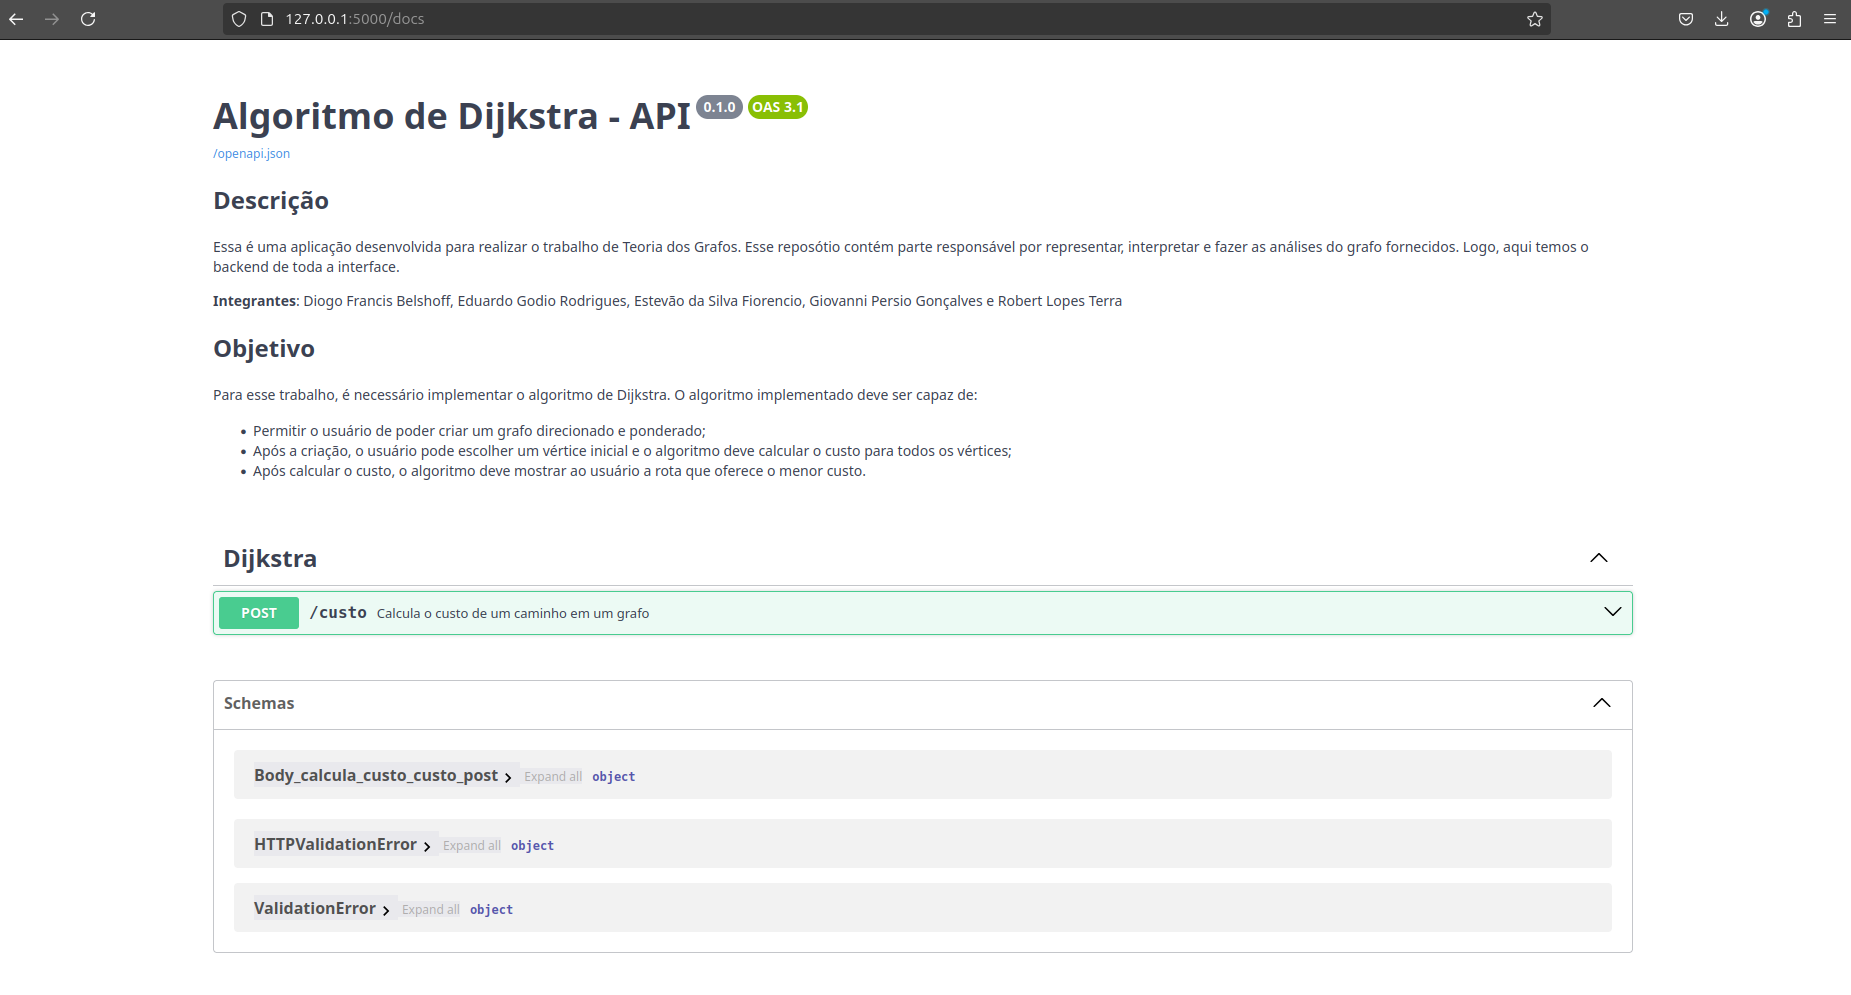 127.0.0.1:5000/docs
Algoritmo de Dijkstra - API 0.1.0 OAS 3.1
/openapi.json
Descrição
Essa é uma aplicação desenvolvida para realizar o trabalho de Teoria dos Grafos. Esse reposótio contém parte responsável por representar, interpretar e fazer as análises do grafo fornecidos. Logo, aqui temos o
backend de toda a interface.
Integrantes: Diogo Francis Belshoff, Eduardo Godio Rodrigues, Estevão da Silva Fiorencio, Giovanni Persio Gonçalves e Robert Lopes Terra
Objetivo
Para esse trabalho, é necessário implementar o algoritmo de Dijkstra. O algoritmo implementado deve ser capaz de:
• Permitir o usuário de poder criar um grafo direcionado e ponderado;
• Após a criação, o usuário pode escolher um vértice inicial e o algoritmo deve calcular o custo para todos os vértices;
• Após calcular o custo, o algoritmo deve mostrar ao usuário a rota que oferece o menor custo.
Dijkstra
POST /custo Calcula o custo de um caminho em um grafo
Schemas
Body_calcula_custo_custo_post Expand all object
HTTPValidationError Expand all object
ValidationError Expand all object